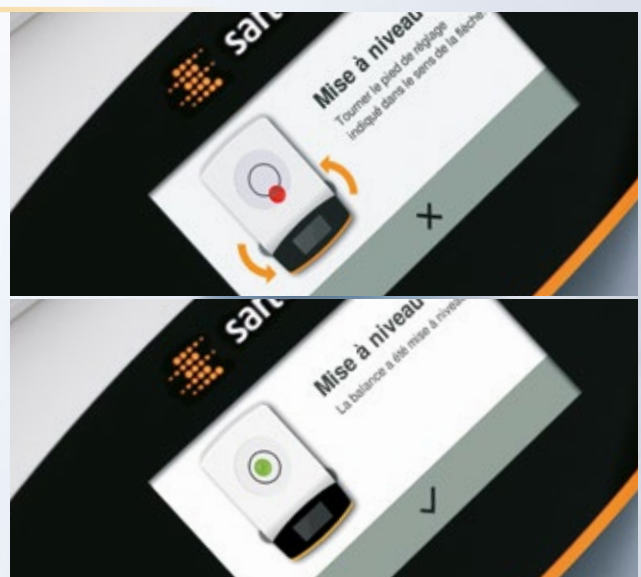 sart
Mise à niveau
Tourner le pied de réglage
indiqué dans le sens de la flèche.
sart
Mise à niveau
La balance a été mise à niveau